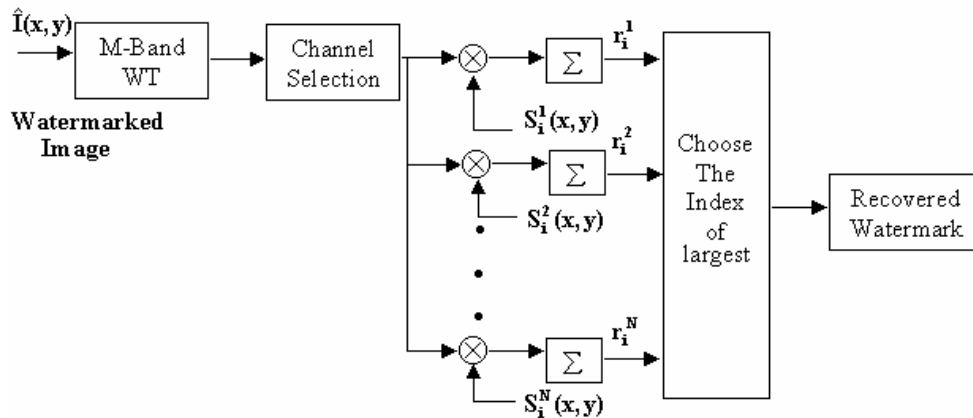 Î(x, y)
M-Band
WT
Watermarked
Image
Channel
Selection
⊗
Σ
r_i^1
S_i^1(x, y)
⊗
Σ
r_i^2
S_i^2(x, y)
⊗
Σ
r_i^N
S_i^N(x, y)
Choose
The
Index
of
largest
Recovered
Watermark